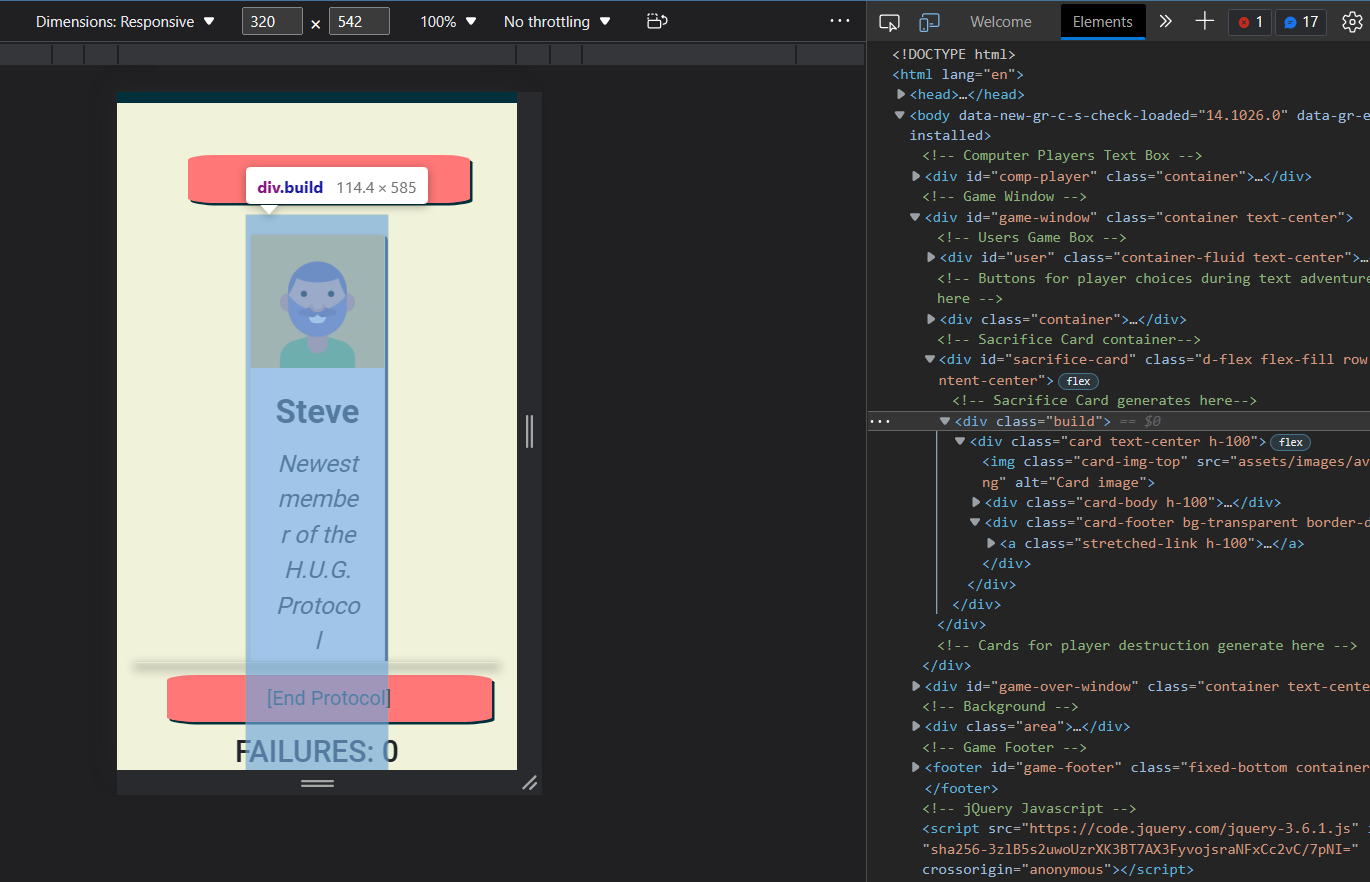 Dimensions: Responsive ▼ 320 × 542 100% ▼ No throttling ▼ ...
Welcome Elements » + 1 17
div.build 114.4 × 585
Steve
Newest
membe
r of the
H.U.G.
Protoco
l
[End Protocol]
FAILURES: 0
<!DOCTYPE html>
<html lang="en">
▶<head>…</head>
▼<body data-new-gr-c-s-check-loaded="14.1026.0" data-gr-e
installed>
<!-- Computer Players Text Box -->
▶<div id="comp-player" class="container">…</div>
<!-- Game Window -->
▼<div id="game-window" class="container text-center">
<!-- Users Game Box -->
▶<div id="user" class="container-fluid text-center">…
<!-- Buttons for player choices during text adventure
here -->
▶<div class="container">…</div>
<!-- Sacrifice Card container-->
▼<div id="sacrifice-card" class="d-flex flex-fill row
ntent-center"> flex
<!-- Sacrifice Card generates here-->
... ▼<div class="build"> == $0
▼<div class="card text-center h-100"> flex
<img class="card-img-top" src="assets/images/av
ng" alt="Card image">
▶<div class="card-body h-100">…</div>
▼<div class="card-footer bg-transparent border-d
▶<a class="stretched-link h-100">…</a>
</div>
</div>
</div>
</div>
<!-- Cards for player destruction generate here -->
</div>
▶<div id="game-over-window" class="container text-cente
<!-- Background -->
▶<div class="area">…</div>
<!-- Game Footer -->
▶<footer id="game-footer" class="fixed-bottom container
</footer>
<!-- jQuery Javascript -->
<script src="https://code.jquery.com/jquery-3.6.1.js"
"sha256-3zlB5s2uwoUzrXK3BT7AX3FyvojsraNFxCc2vC/7pNI="
crossorigin="anonymous"></script>